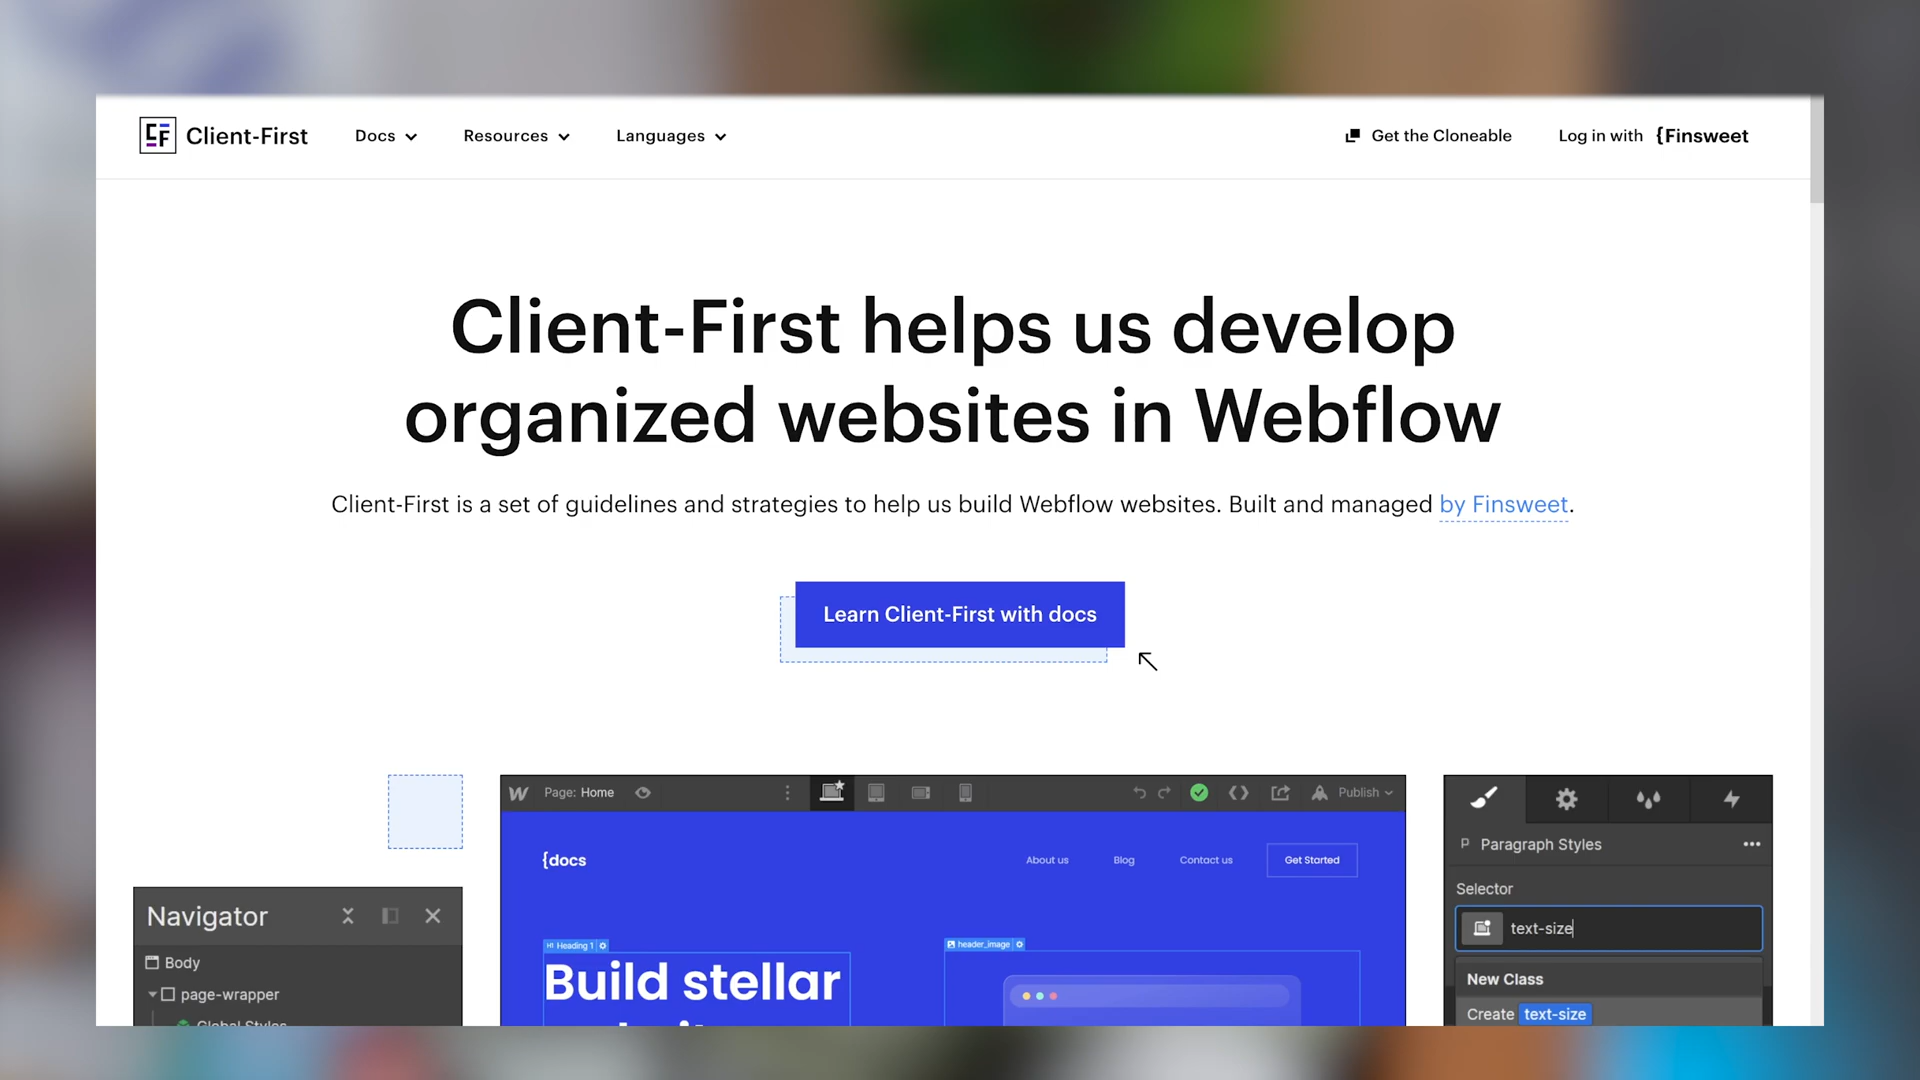 Client-First
Docs
Resources
Languages
Get the Cloneable
Log in with {Finsweet
Client-First helps us develop
organized websites in Webflow
Client-First is a set of guidelines and strategies to help us build Webflow websites. Built and managed by Finsweet.
Learn Client-First with docs
Page: Home
Publish
{docs
About us
Blog
Contact us
Get Started
H1 Heading 1
header_image
Build stellar
Navigator
Body
page-wrapper
Global Styles
Paragraph Styles
Selector
text-size
New Class
Create text-size